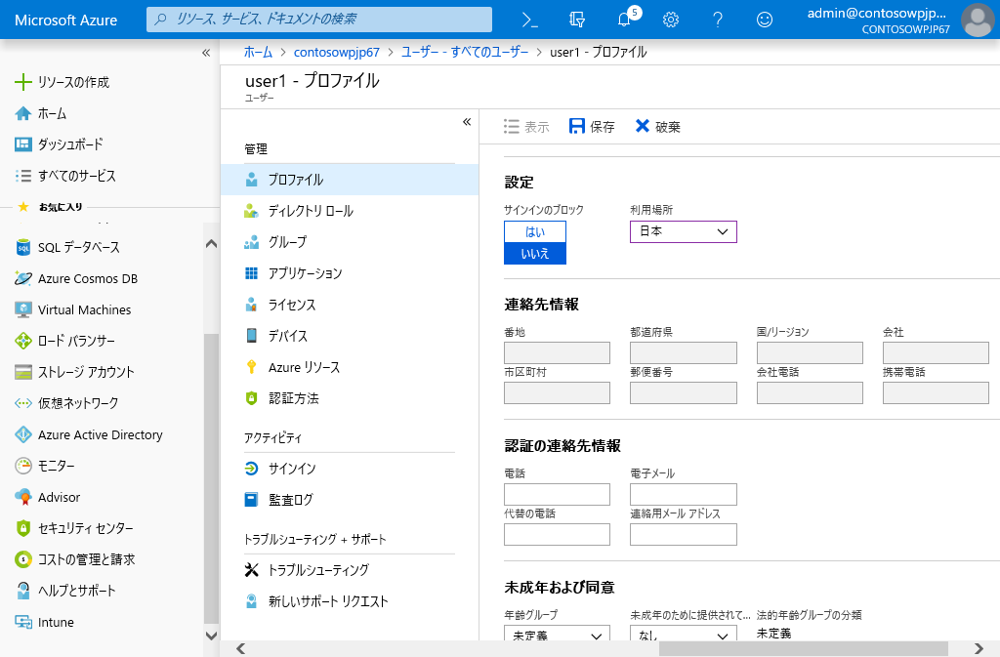 Microsoft Azure
リソース、サービス、ドキュメントの検索
5
admin@contosowpjp...
CONTOSOWPJP67
リソースの作成
ホーム
ダッシュボード
すべてのサービス
お気に入り
SQL データベース
Azure Cosmos DB
Virtual Machines
ロード バランサー
ストレージ アカウント
仮想ネットワーク
Azure Active Directory
モニター
Advisor
セキュリティ センター
コストの管理と請求
ヘルプとサポート
Intune
ホーム > contosowpjp67 > ユーザー - すべてのユーザー > user1 - プロファイル
user1 - プロファイル
ユーザー
管理
プロファイル
ディレクトリ ロール
グループ
アプリケーション
ライセンス
デバイス
Azure リソース
認証方法
アクティビティ
サインイン
監査ログ
トラブルシューティング + サポート
トラブルシューティング
新しいサポート リクエスト
表示 保存 破棄
設定
サインインのブロック 利用場所
はい 日本
いいえ
連絡先情報
番地 都道府県 国/リージョン 会社
市区町村 郵便番号 会社電話 携帯電話
認証の連絡先情報
電話 電子メール
代替の電話 連絡用メール アドレス
未成年および同意
年齢グループ 未成年のために提供されて... 法的年齢グループの分類
未定義 なし 未定義